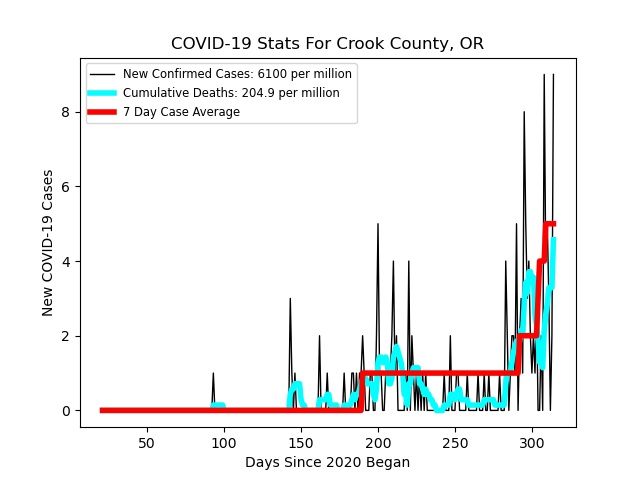 COVID-19 Stats For Crook County, OR
New Confirmed Cases: 6100 per million
Cumulative Deaths: 204.9 per million
7 Day Case Average
New COVID-19 Cases
8
6
4
2
0
50 100 150 200 250 300
Days Since 2020 Began